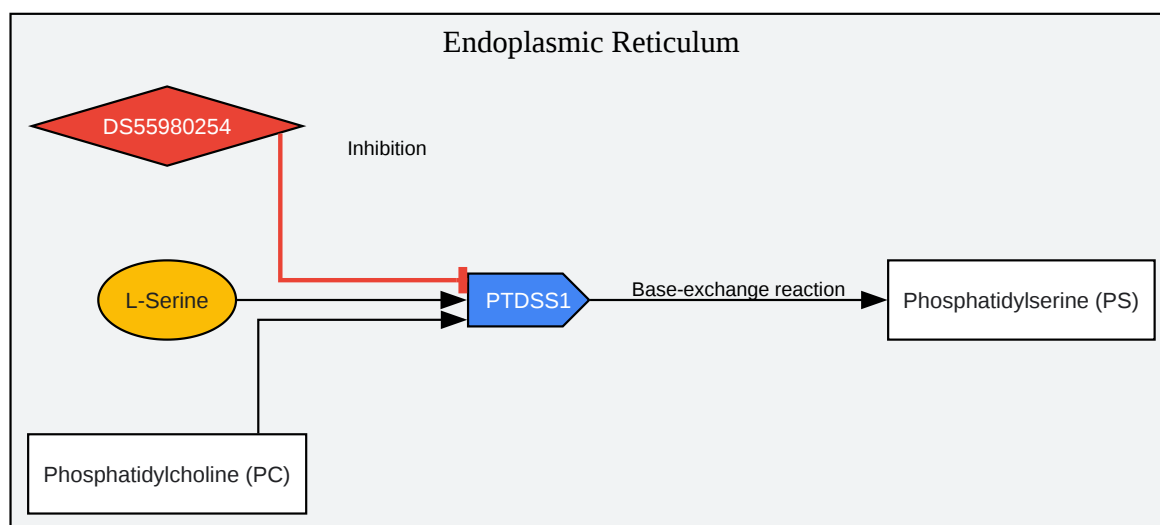 Endoplasmic Reticulum
DS55980254
Inhibition
L-Serine
PTDSS1
Base-exchange reaction
Phosphatidylserine (PS)
Phosphatidylcholine (PC)